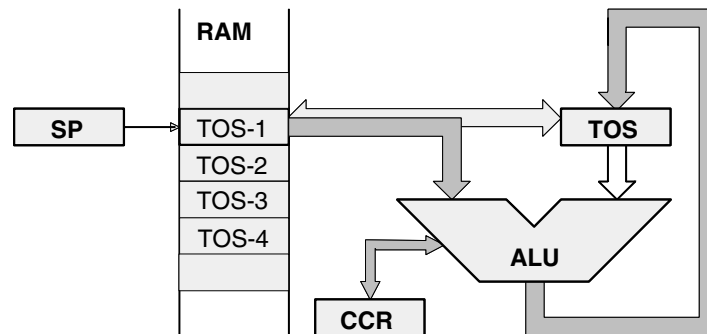 RAM
SP
TOS-1
TOS
TOS-2
TOS-3
TOS-4
ALU
CCR